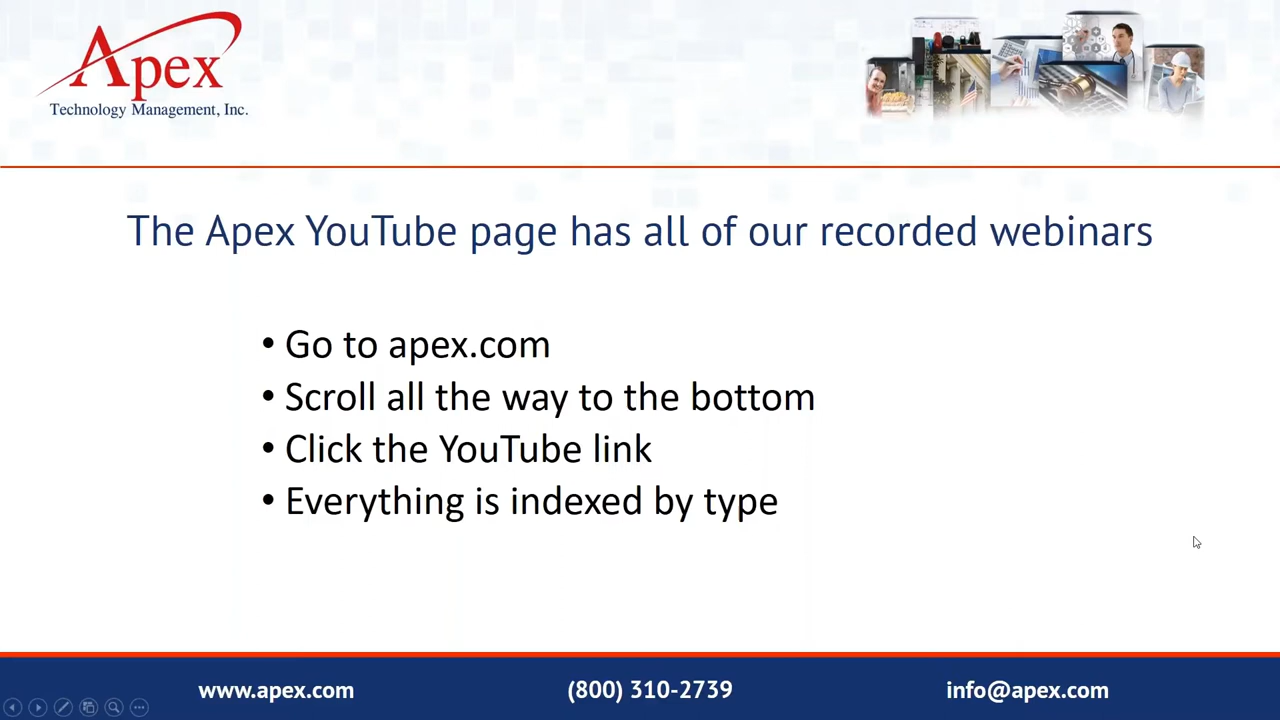 Apex
Technology Management, Inc.
The Apex YouTube page has all of our recorded webinars
• Go to apex.com
• Scroll all the way to the bottom
• Click the YouTube link
• Everything is indexed by type
www.apex.com
(800) 310-2739
info@apex.com